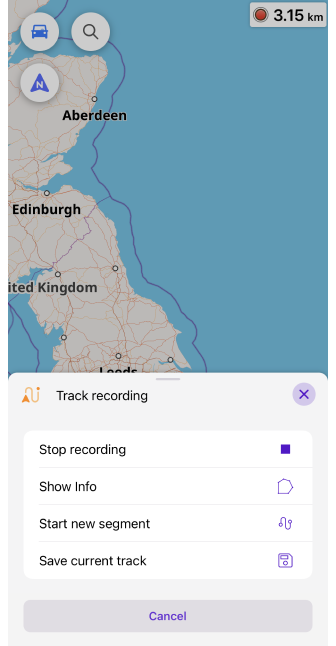 3.15 km
N
Aberdeen
Edinburgh
ited Kingdom
Leeds
Track recording
Stop recording
Show Info
Start new segment
Save current track
Cancel